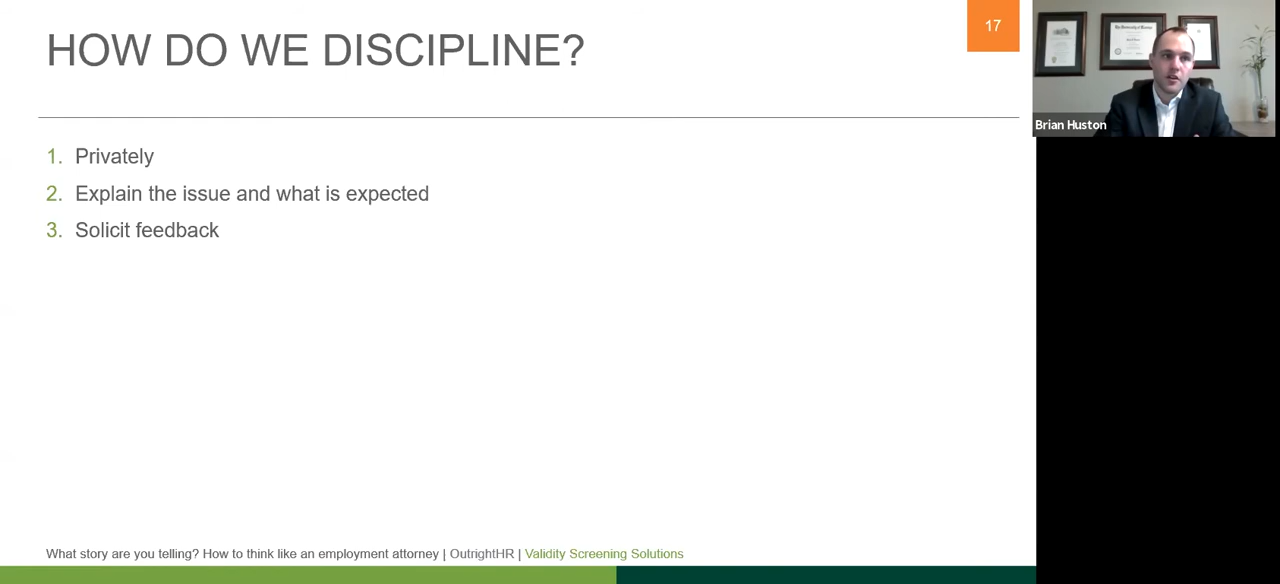 HOW DO WE DISCIPLINE?
17
1. Privately
2. Explain the issue and what is expected
3. Solicit feedback
What story are you telling? How to think like an employment attorney | OutrightHR | Validity Screening Solutions
Brian Huston